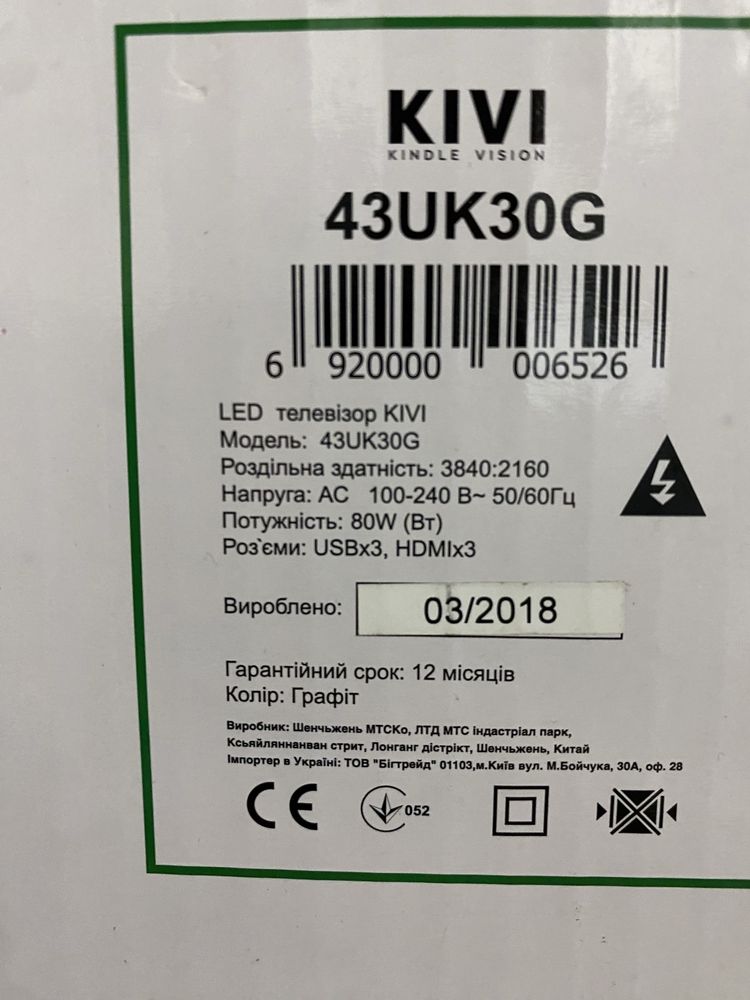 KIVI
KINDLE VISION
43UK30G
6 920000 006526
LED телевізор KIVI
Модель: 43UK30G
Роздільна здатність: 3840:2160
Напруга: AC 100-240 В~ 50/60Гц
Потужність: 80W (Вт)
Роз`єми: USBx3, HDMIx3
Вироблено: 03/2018
Гарантійний срок: 12 місяців
Колір: Графіт
Виробник: Шеньчьжень МТСКо, ЛТД МТС індастріал парк,
Ксьяйляннанван стрит, Лонганг дістрікт, Шеньчьжень, Китай
Імпортер в Україні: ТОВ "Бігтрейд" 01103,м.Київ вул. М.Бойчука, 30А, оф. 28
CE 052